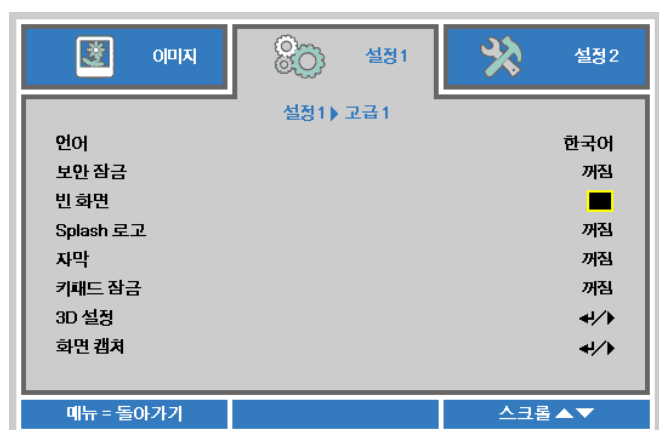 이미지 설정1 설정2
설정1 ▶ 고급1
언어 한국어
보안 잠금 꺼짐
빈 화면
Splash 로고 꺼짐
자막 꺼짐
키패드 잠금 꺼짐
3D 설정 ↵/▶
화면 캡처 ↵/▶
메뉴 = 돌아가기 스크롤▲▼